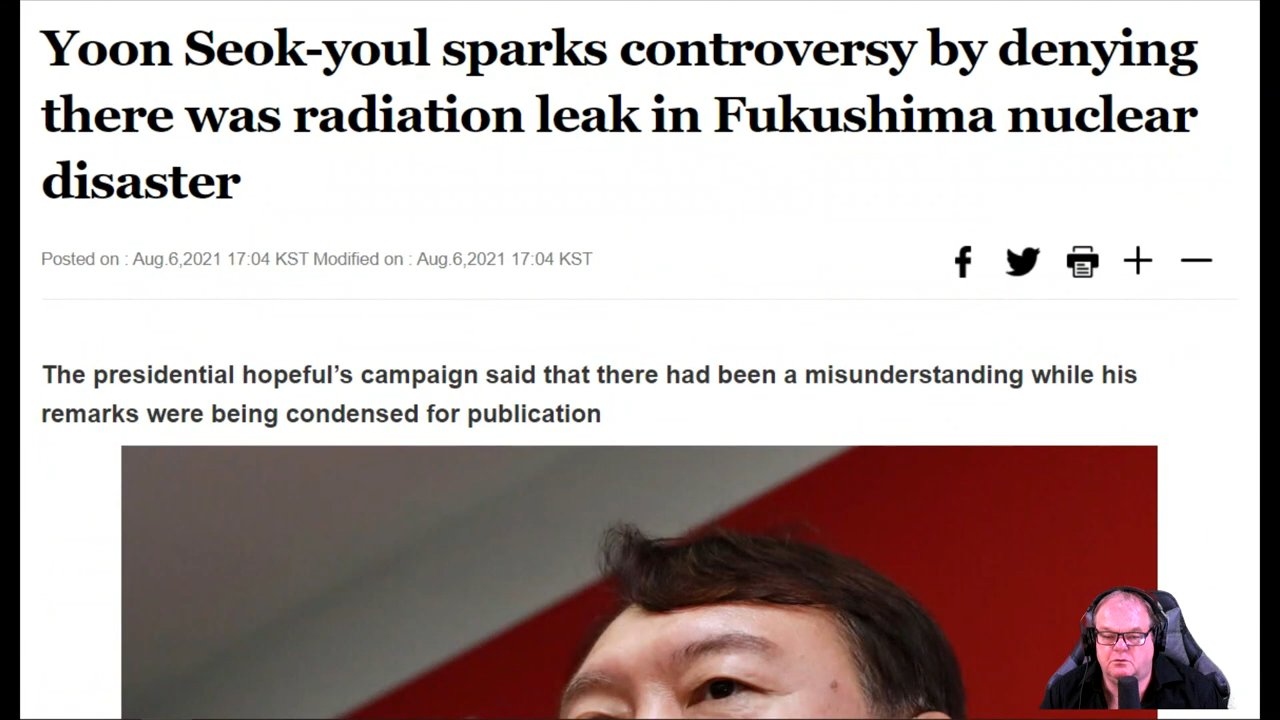 Yoon Seok-youl sparks controversy by denying
there was radiation leak in Fukushima nuclear
disaster
Posted on : Aug.6,2021 17:04 KST Modified on : Aug.6,2021 17:04 KST
The presidential hopeful's campaign said that there had been a misunderstanding while his
remarks were being condensed for publication